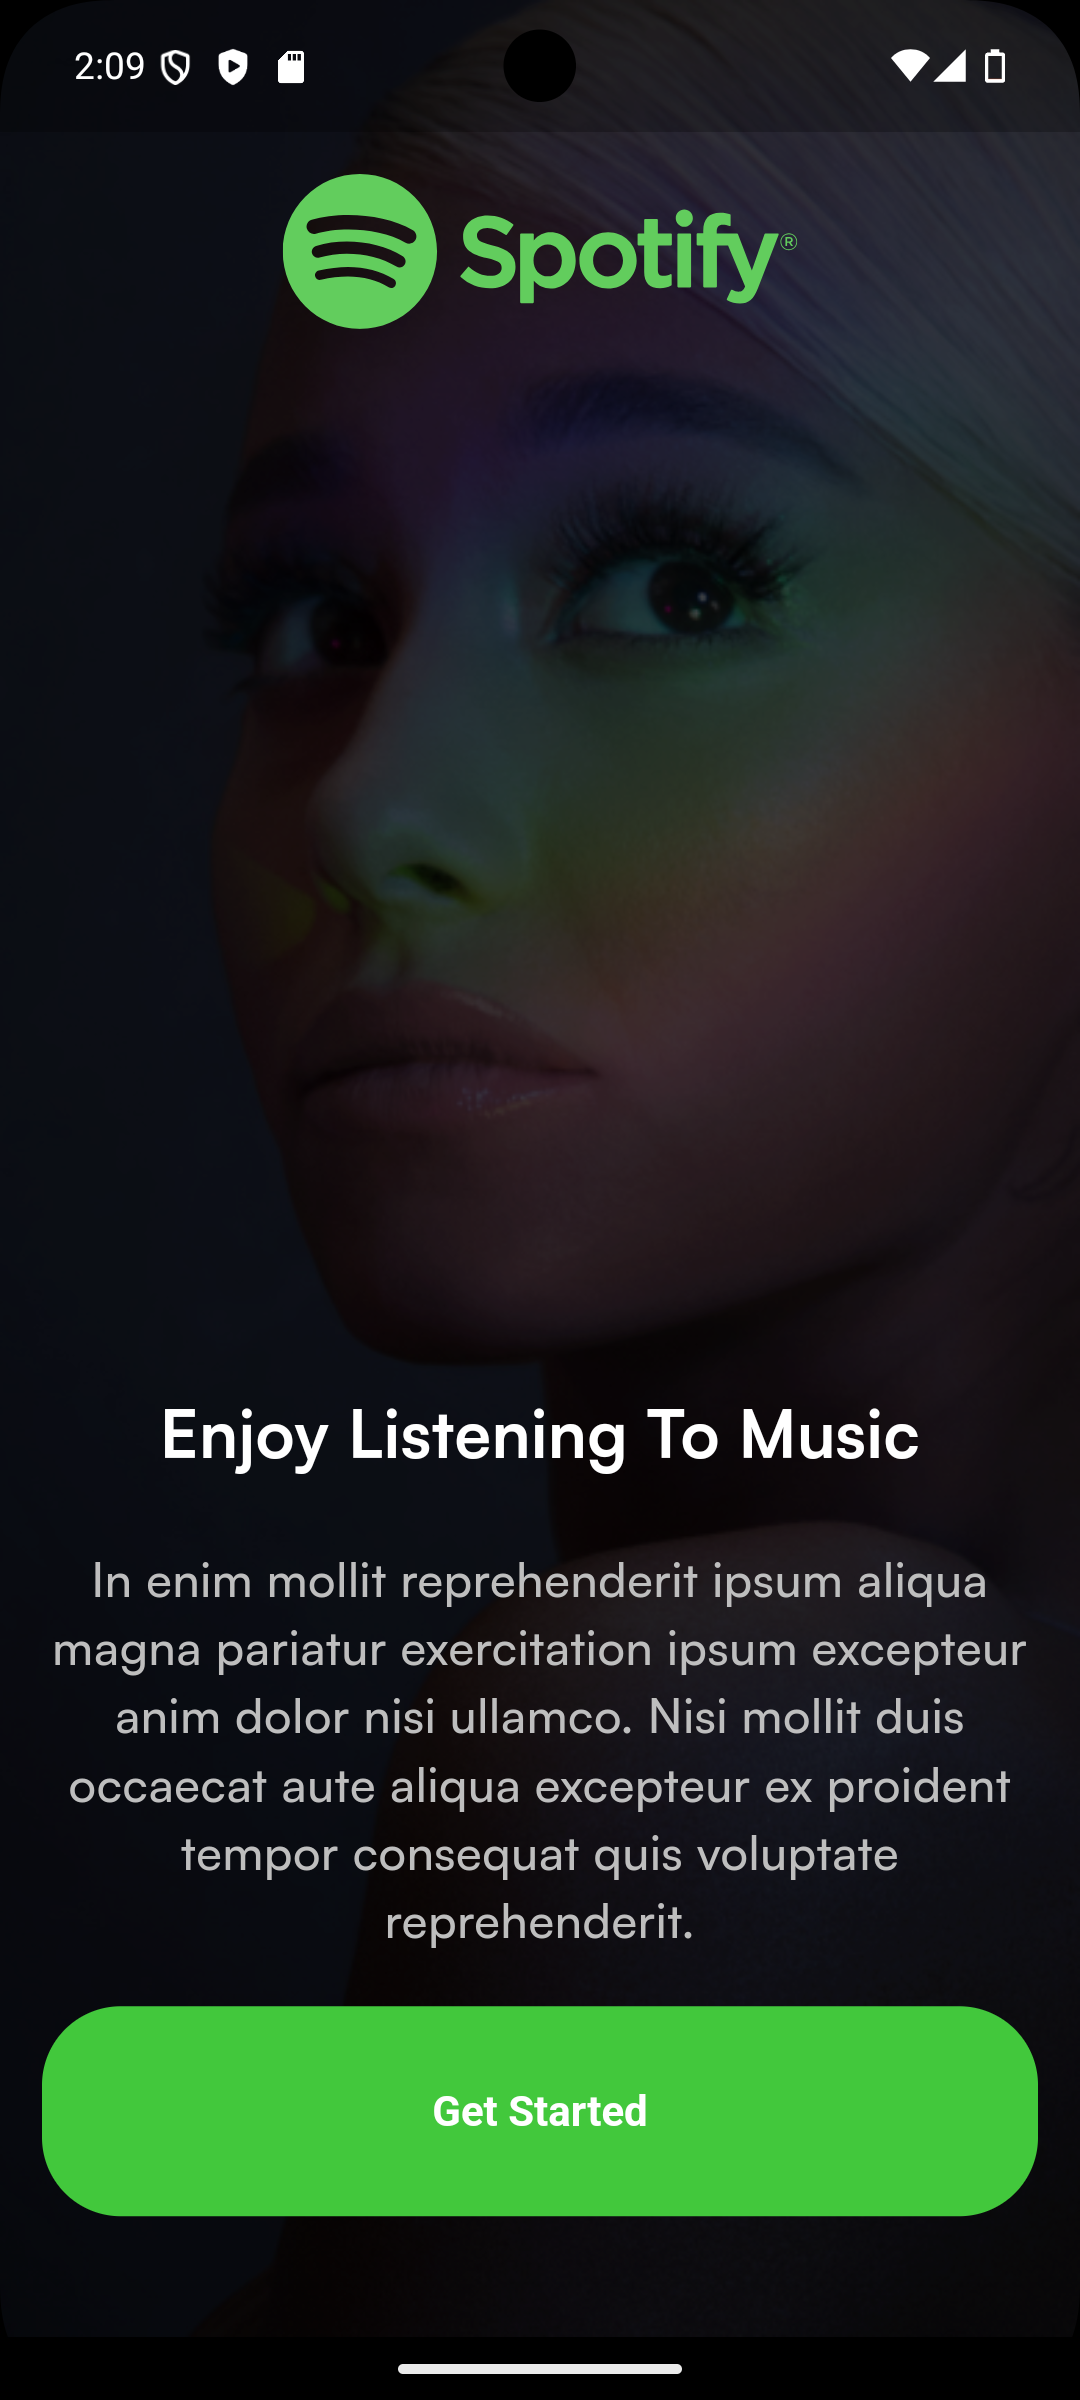 2:09
Spotify®
Enjoy Listening To Music
In enim mollit reprehenderit ipsum aliqua
magna pariatur exercitation ipsum excepteur
anim dolor nisi ullamco. Nisi mollit duis
occaecat aute aliqua excepteur ex proident
tempor consequat quis voluptate
reprehenderit.
Get Started